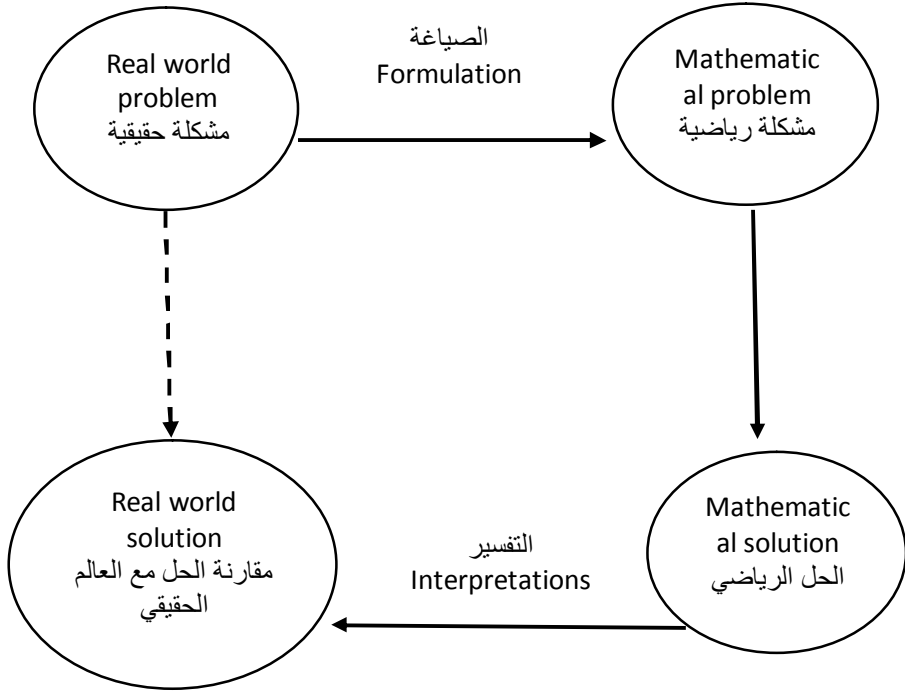 Real world
problem
مشكلة حقيقية
الصياغة
Formulation
Mathematic
al problem
مشكلة رياضية
Real world
solution
مقارنة الحل مع العالم
الحقيقي
التفسير
Interpretations
Mathematic
al solution
الحل الرياضي